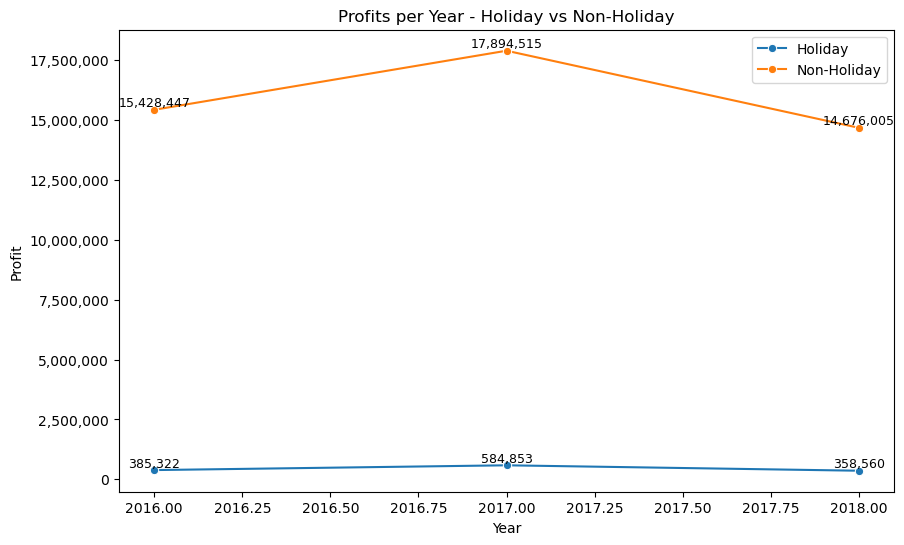 Profits per Year - Holiday vs Non-Holiday
Holiday
Non-Holiday
17,894,515
15,428,447
14,676,005
584,853
385,322
358,560
17,500,000
15,000,000
12,500,000
10,000,000
7,500,000
5,000,000
2,500,000
0
Profit
2016.00 2016.25 2016.50 2016.75 2017.00 2017.25 2017.50 2017.75 2018.00
Year